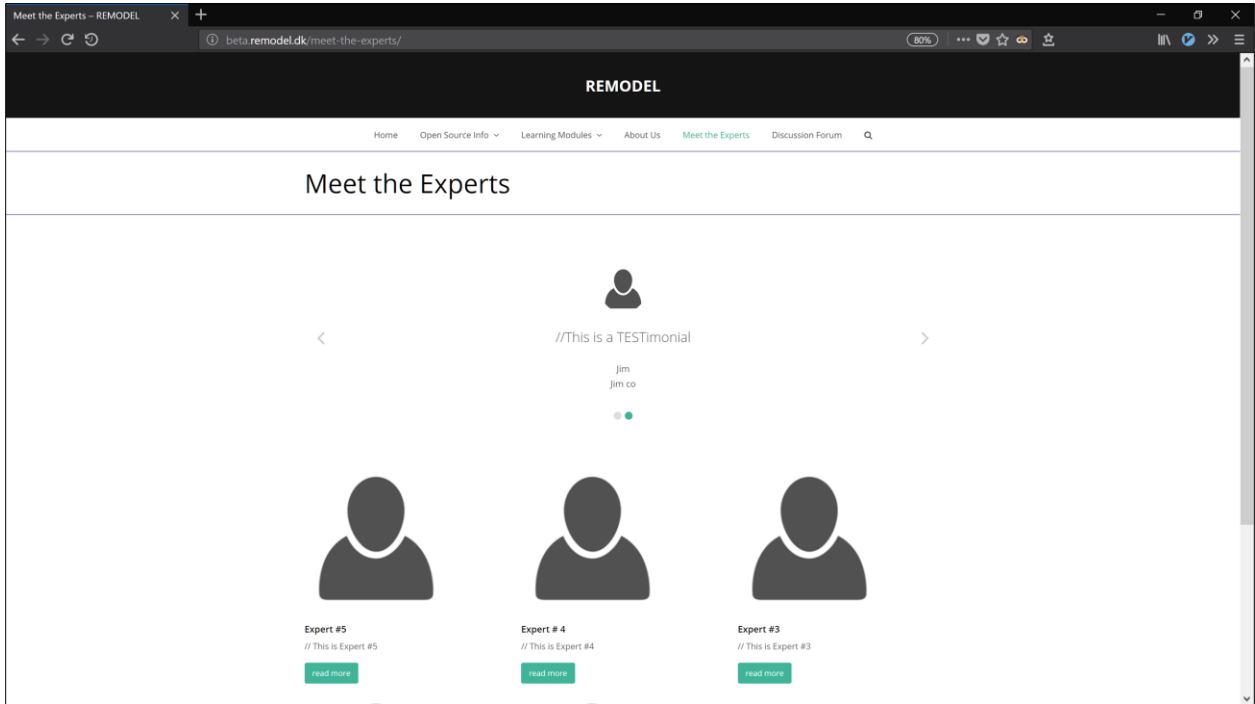 Meet the Experts – REMODEL
beta.remodel.dk/meet-the-experts/
80%
REMODEL
Home Open Source Info Learning Modules About Us Meet the Experts Discussion Forum
Meet the Experts
//This is a TESTimonial
Jim
Jim co
Expert #5 Expert # 4 Expert #3
// This is Expert #5 // This is Expert #4 // This is Expert #3
read more read more read more